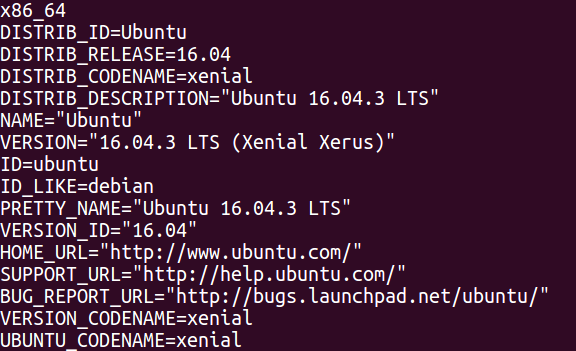 x86_64
DISTRIB_ID=Ubuntu
DISTRIB_RELEASE=16.04
DISTRIB_CODENAME=xenial
DISTRIB_DESCRIPTION="Ubuntu 16.04.3 LTS"
NAME="Ubuntu"
VERSION="16.04.3 LTS (Xenial Xerus)"
ID=ubuntu
ID_LIKE=debian
PRETTY_NAME="Ubuntu 16.04.3 LTS"
VERSION_ID="16.04"
HOME_URL="http://www.ubuntu.com/"
SUPPORT_URL="http://help.ubuntu.com/"
BUG_REPORT_URL="http://bugs.launchpad.net/ubuntu/"
VERSION_CODENAME=xenial
UBUNTU_CODENAME=xenial